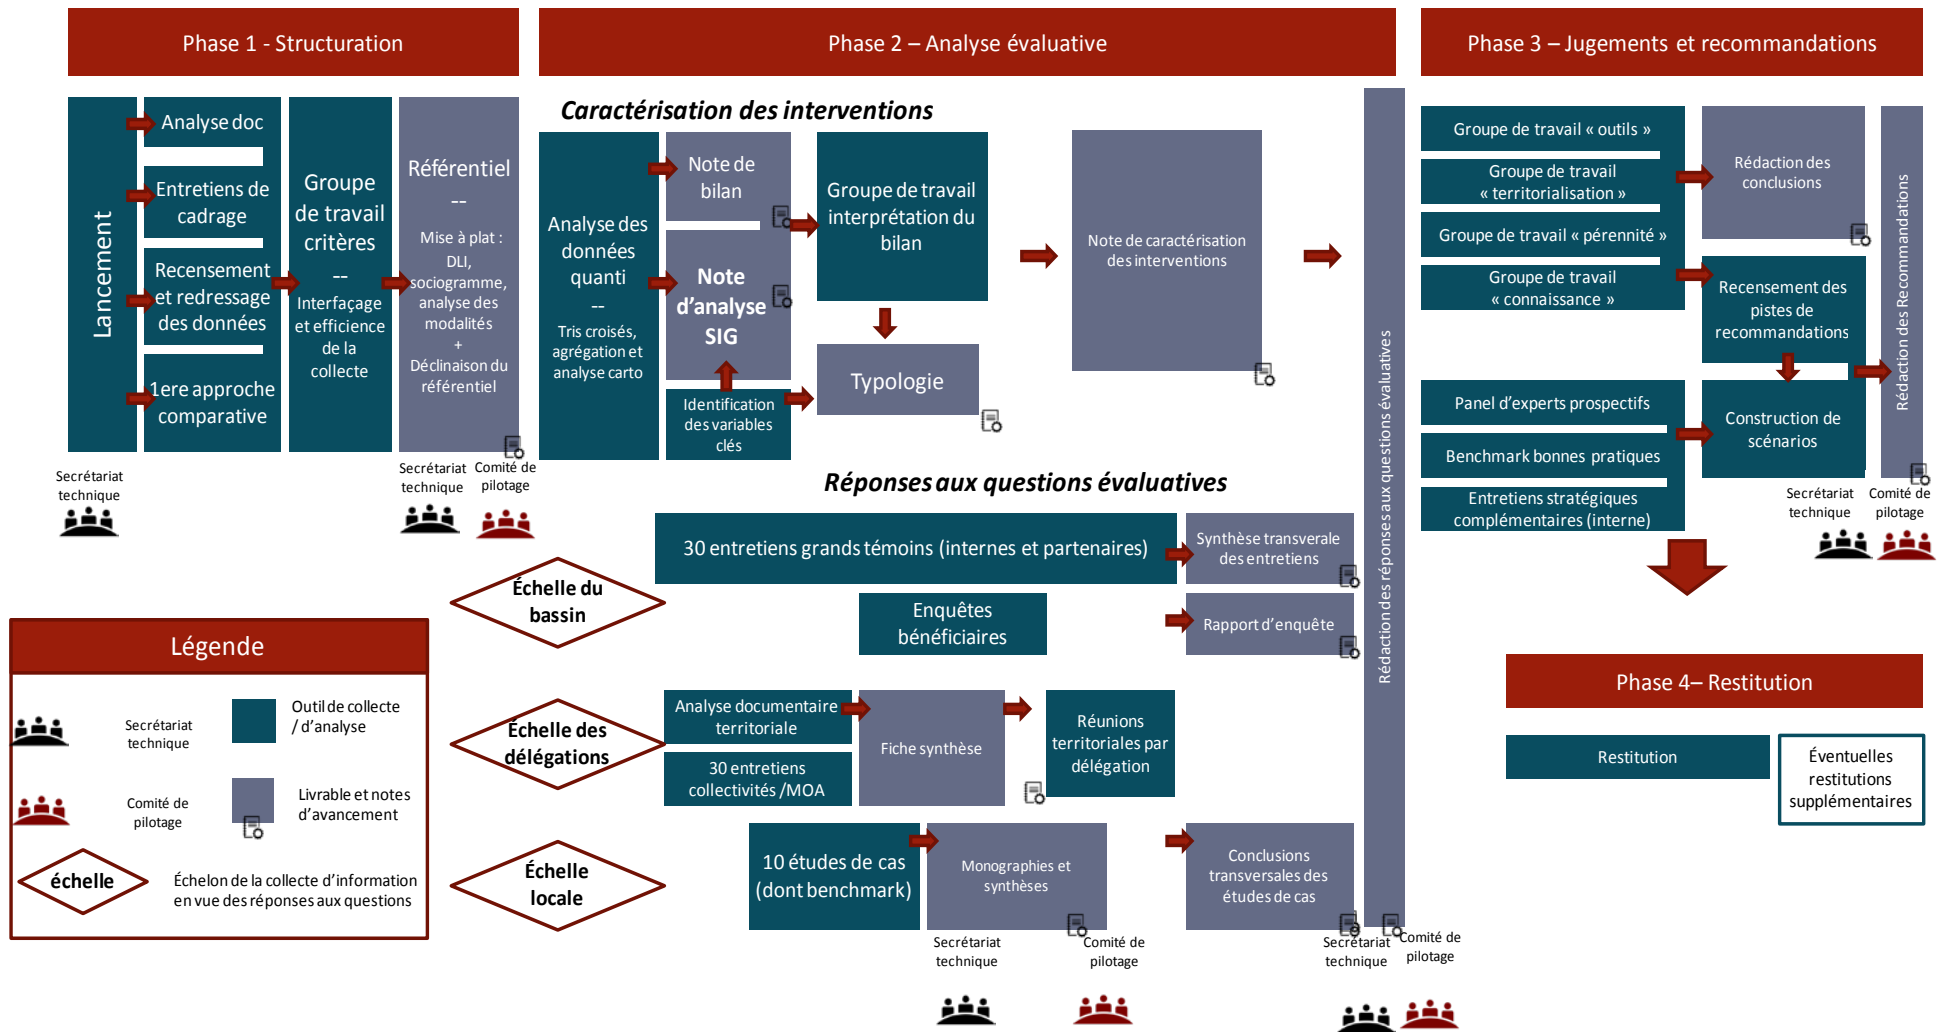 Phase 1 - Structuration
Lancement
Analyse doc
Entretiens de
cadrage
Recensement
et redressage
des données
1ere approche
comparative
Groupe
de travail
critères
--
Interfaçage
et efficience
de la
collecte
Référentiel
--
Mise à plat :
DLI,
sociogramme,
analyse des
modalités
+
Déclinaison du
référentiel
Secrétariat
technique
Secrétariat
technique
Comité de
pilotage
Phase 2 – Analyse évaluative
Caractérisation des interventions
Analyse des
données
quanti
--
Tris croisés,
agrégation et
analyse carto
Note de
bilan
Note
d’analyse
SIG
Identification
des variables
clés
Groupe de travail
interprétation du
bilan
Typologie
Note de caractérisation
des interventions
Réponses aux questions évaluatives
Échelle du
bassin
30 entretiens grands témoins (internes et partenaires)
Synthèse transverale
des entretiens
Enquêtes
bénéficiaires
Rapport d’enquête
Échelle des
délégations
Analyse documentaire
territoriale
30 entretiens
collectivités /MOA
Fiche synthèse
Réunions
territoriales par
délégation
Échelle
locale
10 études de cas
(dont benchmark)
Monographies et
synthèses
Conclusions
transversales des
études de cas
Secrétariat
technique
Comité de
pilotage
Secrétariat
technique
Comité de
pilotage
Rédaction des réponses aux questions évaluatives
Phase 3 – Jugements et recommandations
Groupe de travail « outils »
Groupe de travail
« territorialisation »
Groupe de travail « pérennité »
Groupe de travail
« connaissance »
Rédaction des
conclusions
Recensement des
pistes de
recommandations
Panel d’experts prospectifs
Benchmark bonnes pratiques
Entretiens stratégiques
complémentaires (interne)
Construction de
scénarios
Rédaction des Recommandations
Secrétariat
technique
Comité de
pilotage
Phase 4– Restitution
Restitution
Éventuelles
restitutions
supplémentaires
Légende
Secrétariat
technique
Outil de collecte
/ d’analyse
Comité de
pilotage
Livrable et notes
d’avancement
échelle
Échelon de la collecte d’information
en vue des réponses aux questions